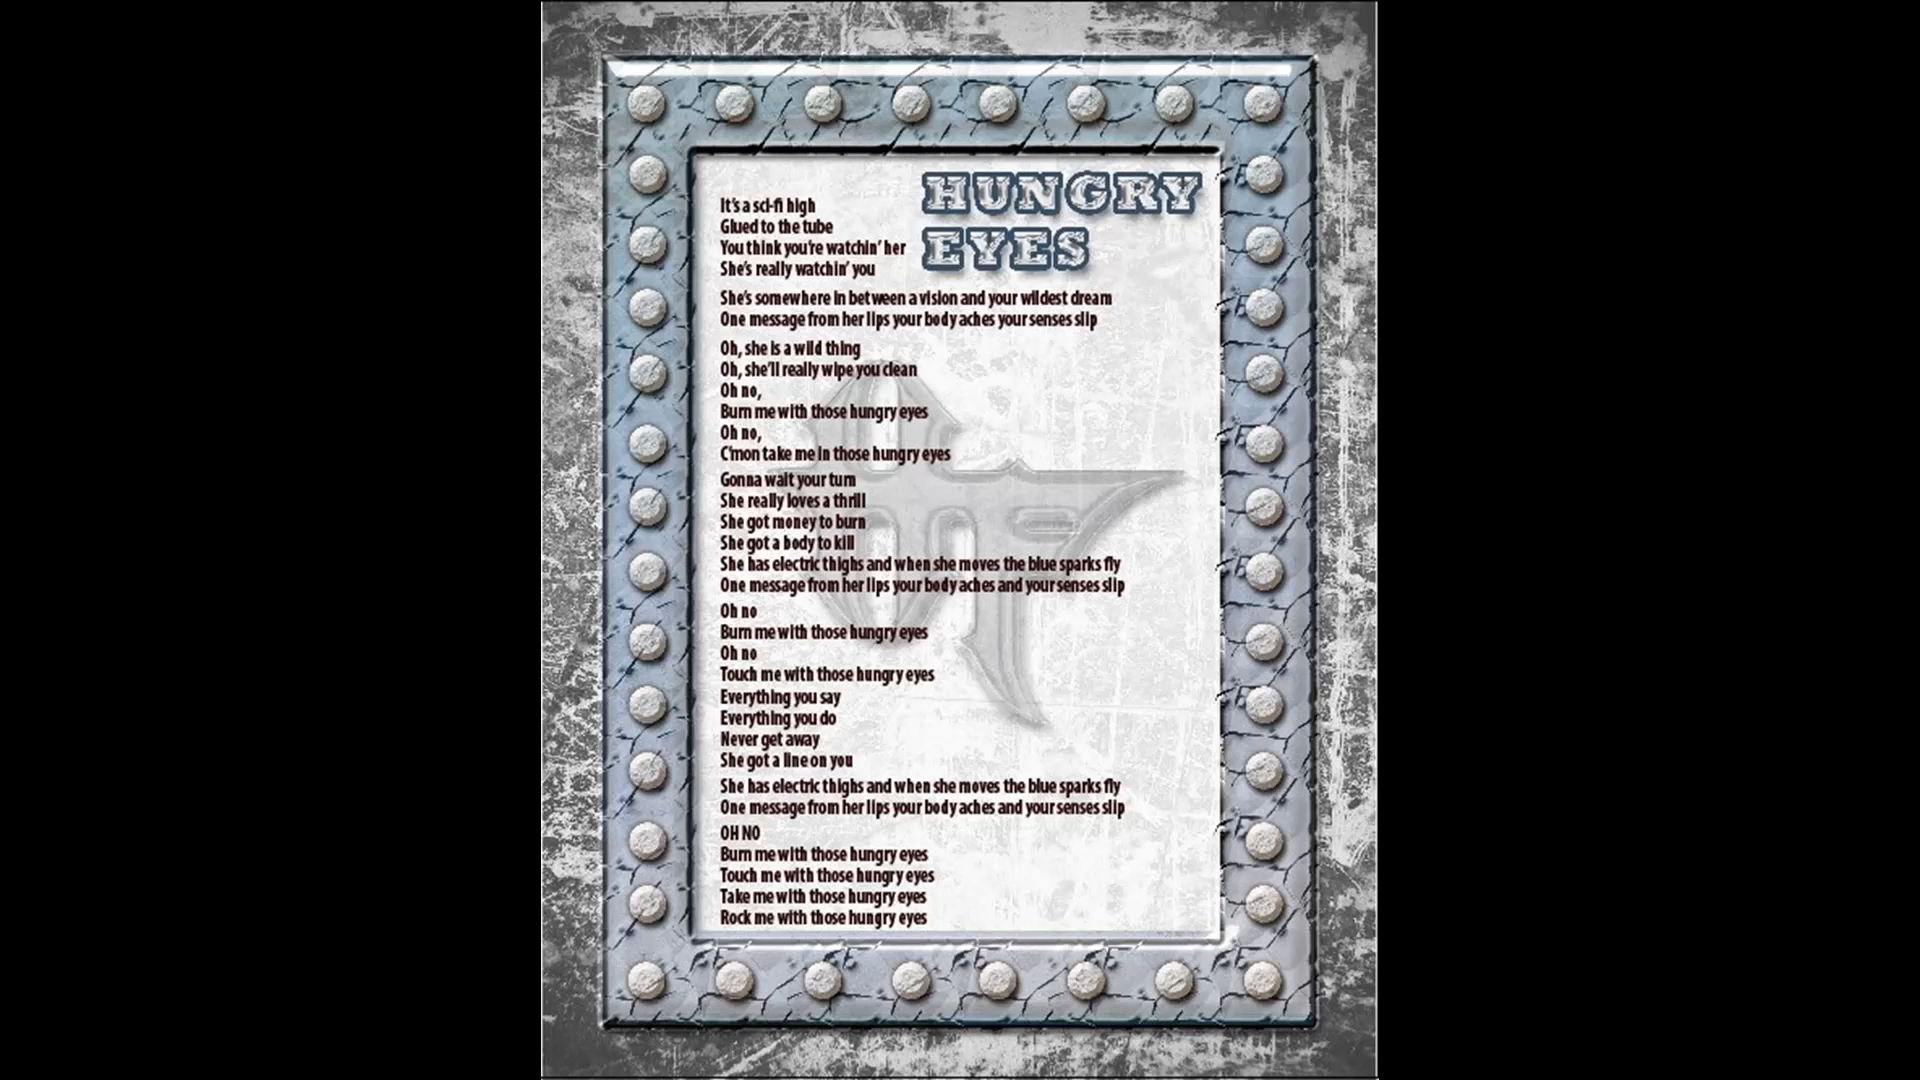 HUNGRY
EYES
It's a sci-fi high
Glued to the tube
You think you're watchin' her
She's really watchin' you
She's somewhere in between a vision and your wildest dream
One message from her lips your body aches your senses slip
Oh, she is a wild thing
Oh, she'll really wipe you clean
Oh no,
Burn me with those hungry eyes
Oh no,
C'mon take me in those hungry eyes
Gonna wait your turn
She really loves a thrill
She got money to burn
She got a body to kill
She has electric thighs and when she moves the blue sparks fly
One message from her lips your body aches and your senses slip
Oh no
Burn me with those hungry eyes
Oh no
Touch me with those hungry eyes
Everything you say
Everything you do
Never get away
She got a line on you
She has electric thighs and when she moves the blue sparks fly
One message from her lips your body aches and your senses slip
OH NO
Burn me with those hungry eyes
Touch me with those hungry eyes
Take me with those hungry eyes
Rock me with those hungry eyes